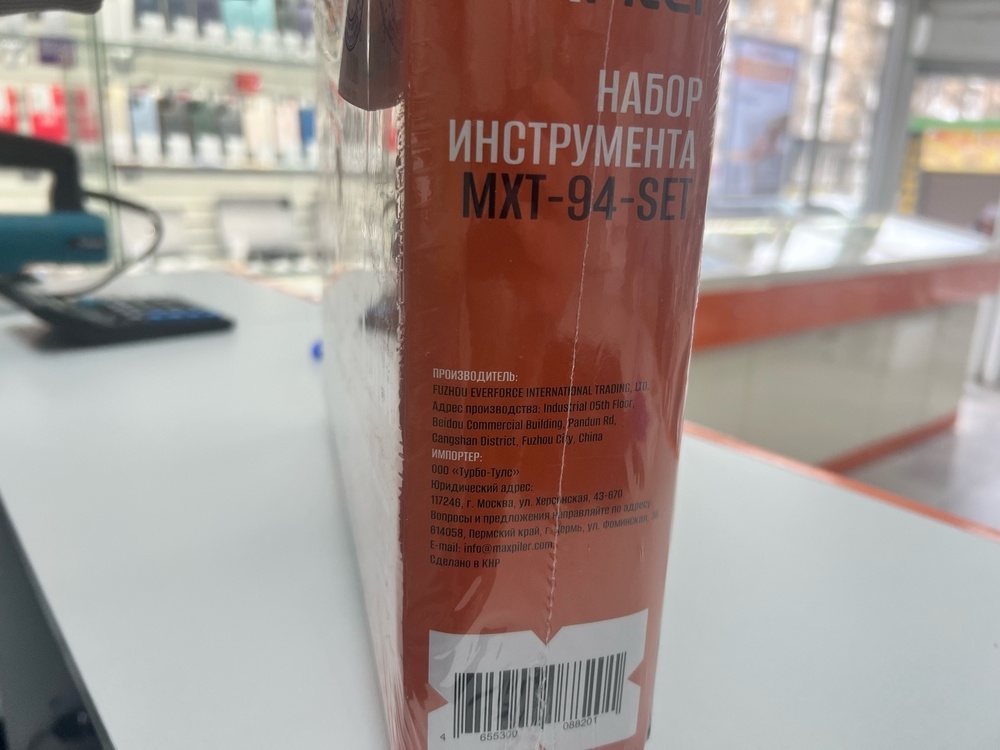 НАБОР
ИНСТРУМЕНТА
MXT-94-SET
ПРОИЗВОДИТЕЛЬ:
FUZHOU EVERFORCE INTERNATIONAL TRADING, LTD.
Адрес производства: Industrial 05th Floor,
Beidou Commercial Building, Pandun Rd,
Cangshan District, Fuzhou City, China
ИМПОРТЕР:
ООО «Турбо-Тулс»
Юридический адрес:
117246, г. Москва, ул. Херсонская, 43-670
Вопросы и предложения направляйте по адресу:
614058, Пермский край, г. Пермь, ул. Фоминская,
E-mail: info@maxpiler.com
Сделано в КНР
4 655300 088201